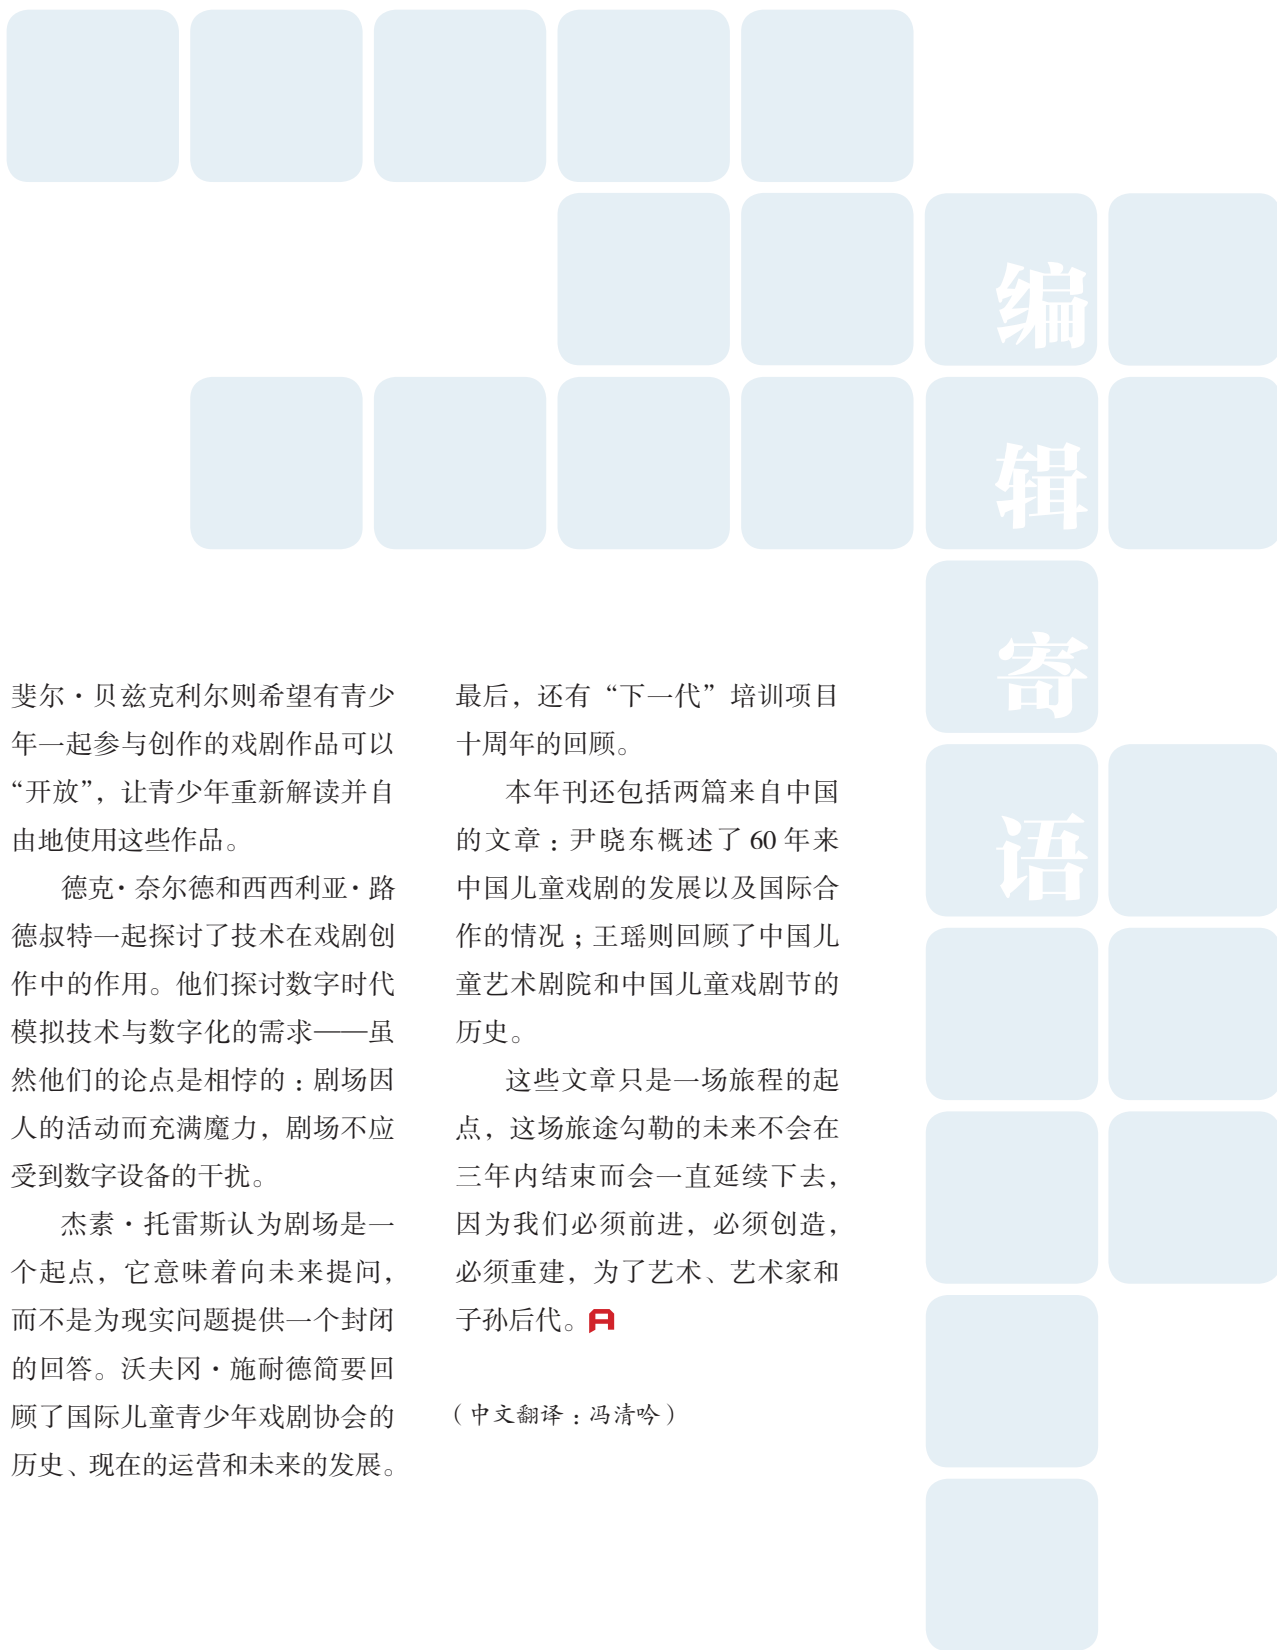 编
辑
寄
语
斐尔·贝兹克利尔则希望有青少
年一起参与创作的戏剧作品可以
“开放”，让青少年重新解读并自
由地使用这些作品。
德克·奈尔德和西西利亚·路
德叔特一起探讨了技术在戏剧创
作中的作用。他们探讨数字时代
模拟技术与数字化的需求——虽
然他们的论点是相悖的：剧场因
人的活动而充满魔力，剧场不应
受到数字设备的干扰。
杰素·托雷斯认为剧场是一
个起点，它意味着向未来提问，
而不是为现实问题提供一个封闭
的回答。沃夫冈·施耐德简要回
顾了国际儿童青少年戏剧协会的
历史、现在的运营和未来的发展。
最后，还有“下一代”培训项目
十周年的回顾。
本年刊还包括两篇来自中国
的文章：尹晓东概述了 60 年来
中国儿童戏剧的发展以及国际合
作的情况；王瑶则回顾了中国儿
童艺术剧院和中国儿童戏剧节的
历史。
这些文章只是一场旅程的起
点，这场旅途勾勒的未来不会在
三年内结束而会一直延续下去，
因为我们必须前进，必须创造，
必须重建，为了艺术、艺术家和
子孙后代。
（中文翻译：冯清吟）